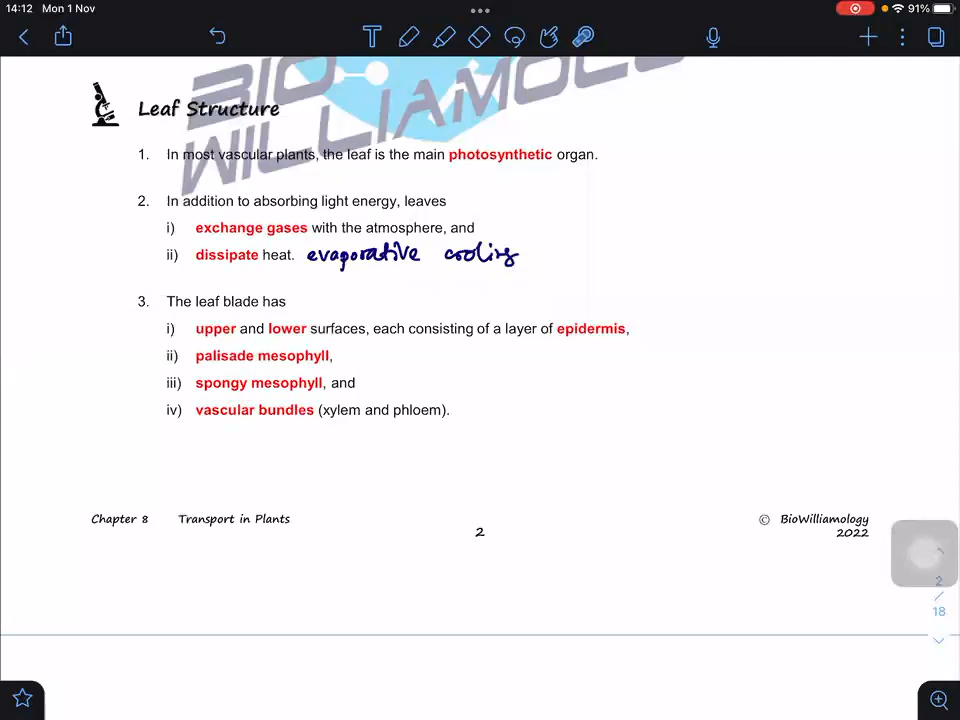 14:12 Mon 1 Nov
91%
BIO
Leaf Structure
1. In most vascular plants, the leaf is the main photosynthetic organ.
2. In addition to absorbing light energy, leaves
i) exchange gases with the atmosphere, and
ii) dissipate heat. evaporative cooling
3. The leaf blade has
i) upper and lower surfaces, each consisting of a layer of epidermis,
ii) palisade mesophyll,
iii) spongy mesophyll, and
iv) vascular bundles (xylem and phloem).
Chapter 8 Transport in Plants
2
© BioWilliamology
2022
2
/
18